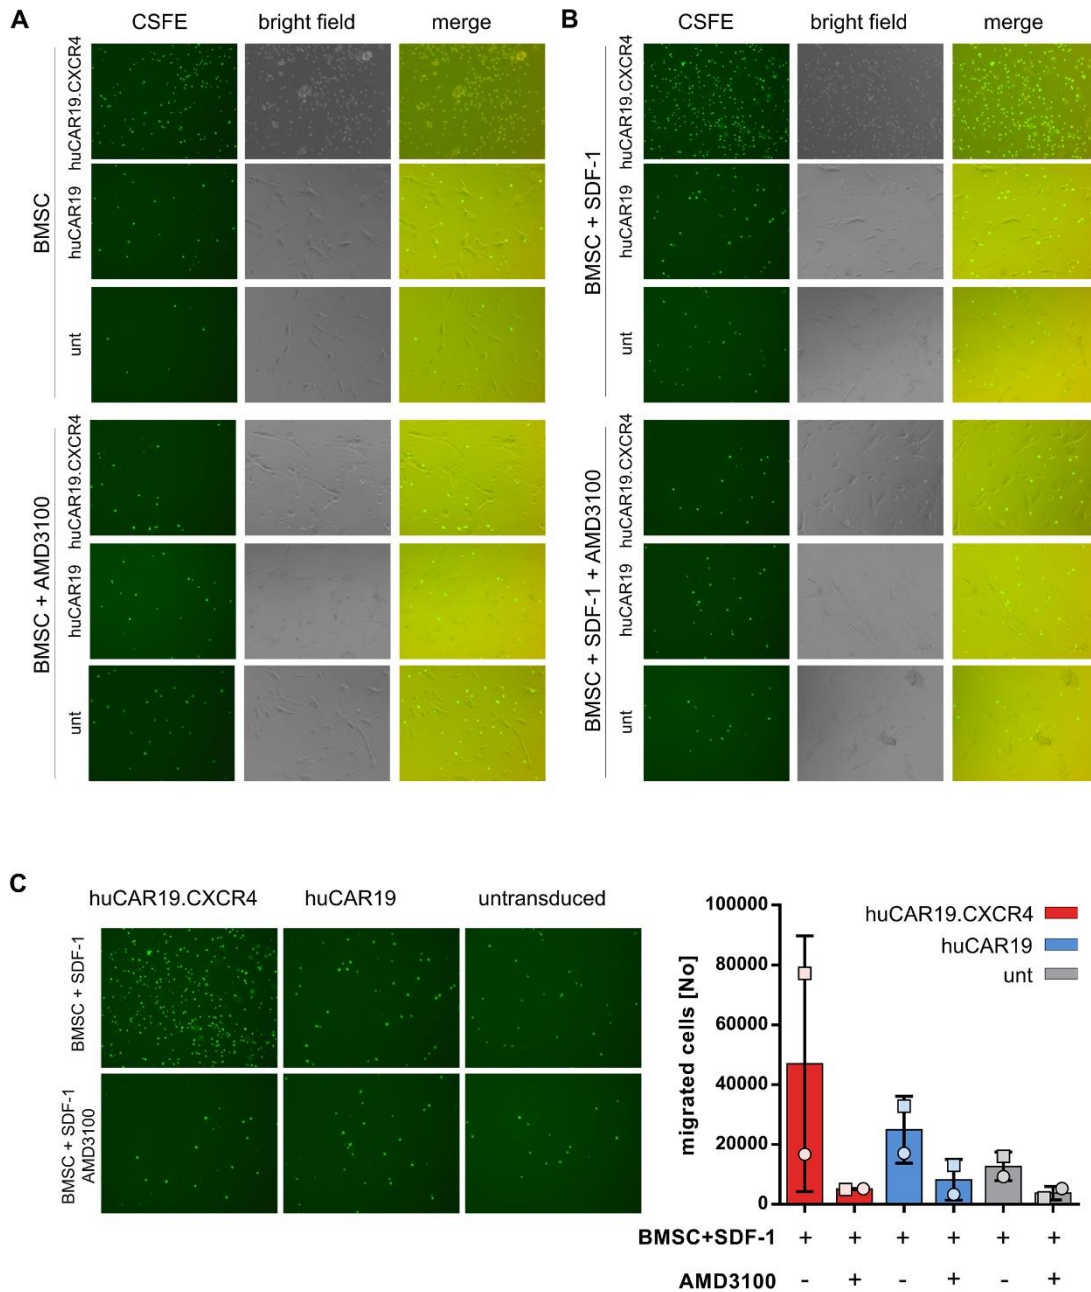 A
CSFE bright field merge
BMSC
huCAR19.CXCR4
huCAR19
unt
BMSC + AMD3100
huCAR19.CXCR4
huCAR19
unt
B
CSFE bright field merge
BMSC + SDF-1
huCAR19.CXCR4
huCAR19
unt
BMSC + SDF-1 + AMD3100
huCAR19.CXCR4
huCAR19
unt
C
huCAR19.CXCR4 huCAR19 untransduced
BMSC + SDF-1
BMSC + SDF-1
AMD3100
migrated cells [No]
100000
80000
60000
40000
20000
0
huCAR19.CXCR4
huCAR19
unt
BMSC+SDF-1 + + + + + +
AMD3100 - + - + - +